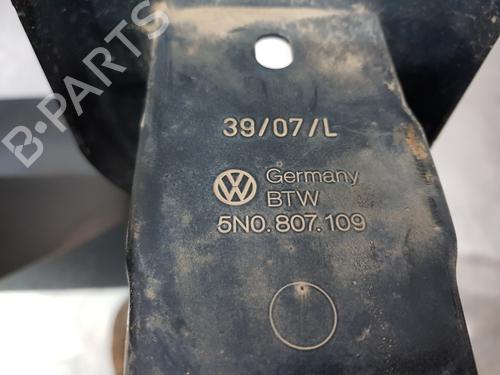 39/07/L
Germany
BTW
5N0.807.109
B-PARTS